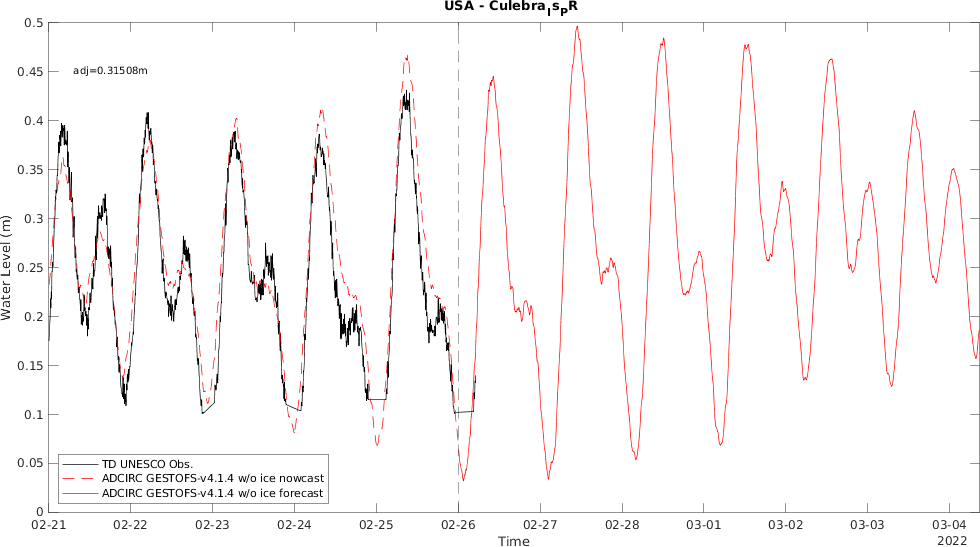 USA - Culebra_Is_PR
0.5
0.45
0.4
0.35
0.3
0.25
0.2
0.15
0.1
0.05
0
Water Level (m)
adj=0.31508m
TD UNESCO Obs.
ADCIRC GESTOFS-v4.1.4 w/o ice nowcast
ADCIRC GESTOFS-v4.1.4 w/o ice forecast
02-21 02-22 02-23 02-24 02-25 02-26 02-27 02-28 03-01 03-02 03-03 03-04
2022
Time